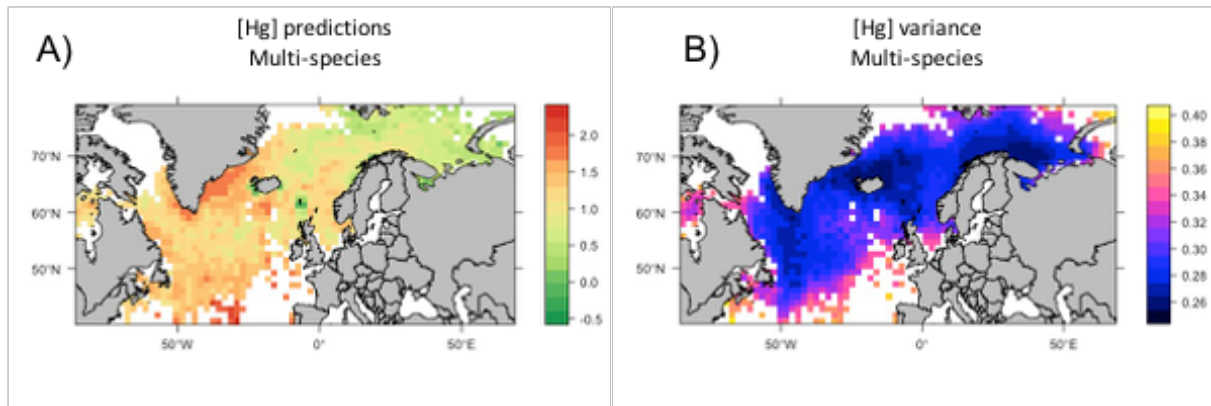 A)
[Hg] predictions
Multi-species
70°N
60°N
50°N
50°W
0°
50°E
2.0
1.5
1.0
0.5
0.0
-0.5
B)
[Hg] variance
Multi-species
70°N
60°N
50°N
50°W
0°
50°E
0.40
0.38
0.36
0.34
0.32
0.30
0.28
0.26